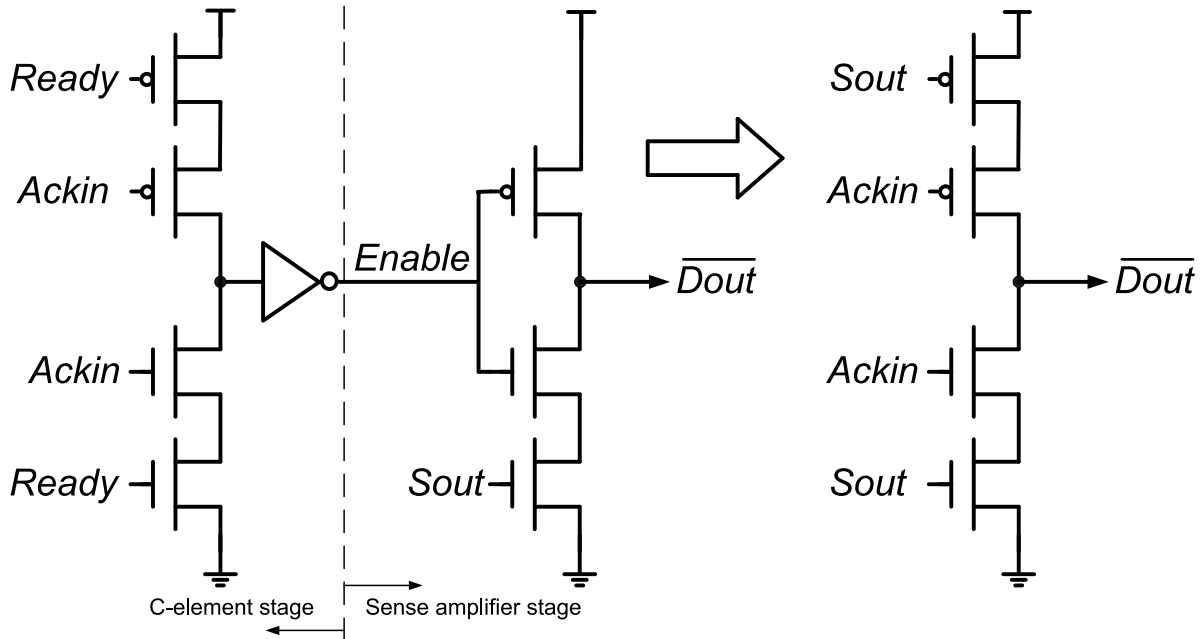 Ready
Ackin
Ackin
Ready
Enable
Sout
Dout
C-element stage
Sense amplifier stage
Sout
Ackin
Dout
Ackin
Sout